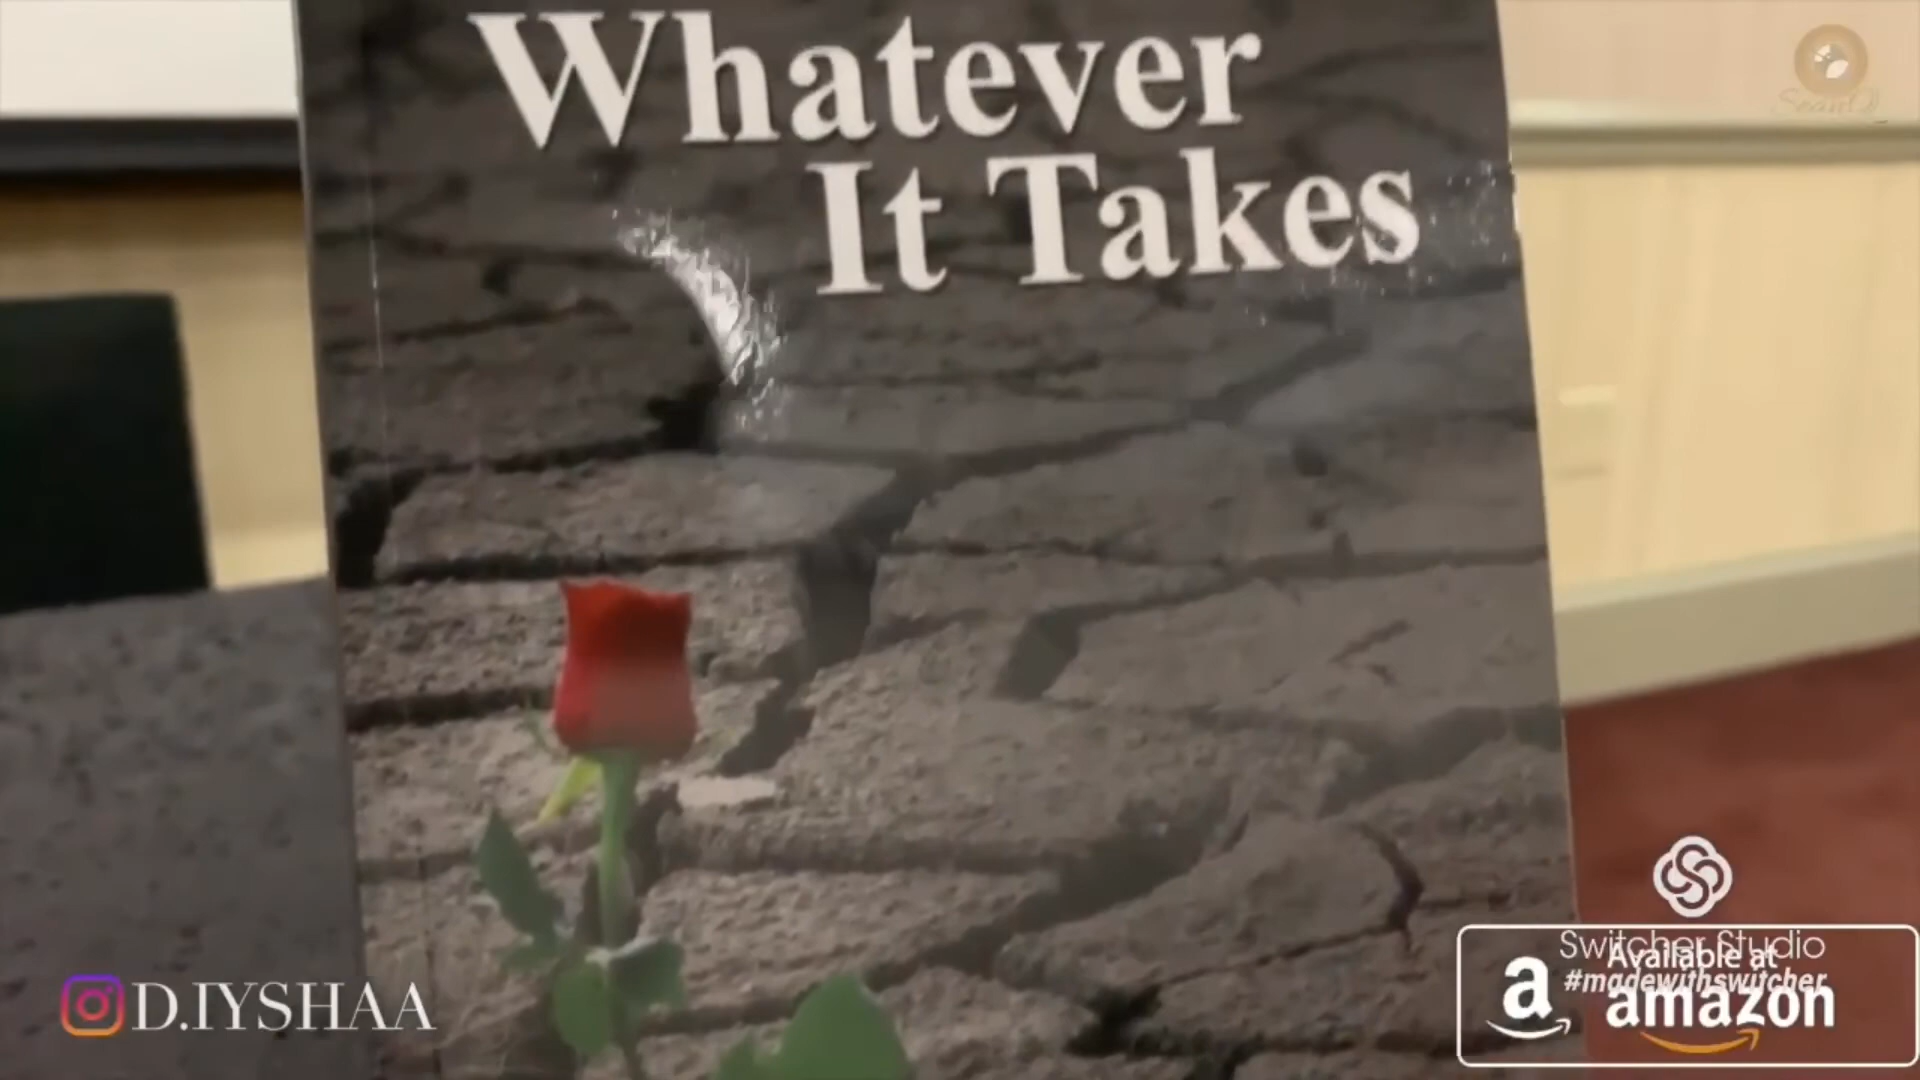 Whatever
It Takes
D.IYSHAA
Switcher Studio
#madewithswitcher
Available at
amazon